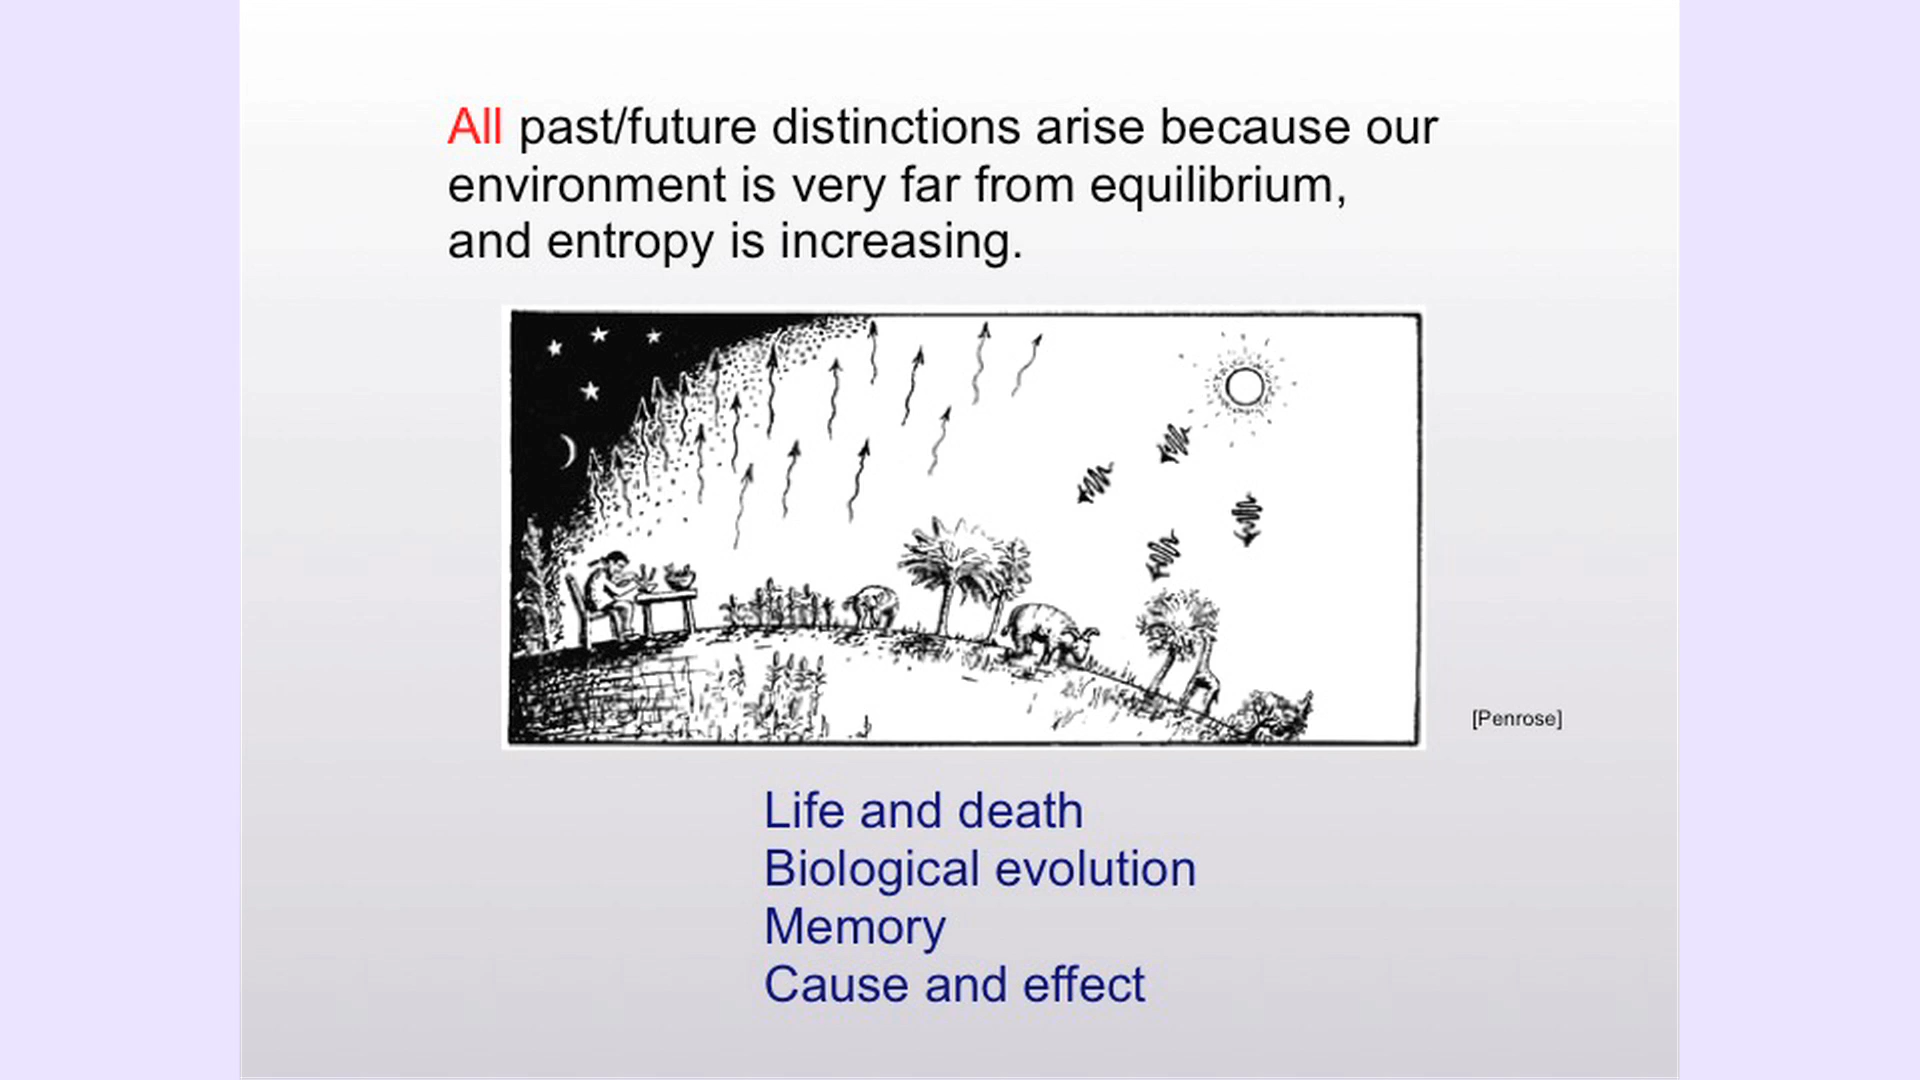 All past/future distinctions arise because our
environment is very far from equilibrium,
and entropy is increasing.
[Penrose]
Life and death
Biological evolution
Memory
Cause and effect